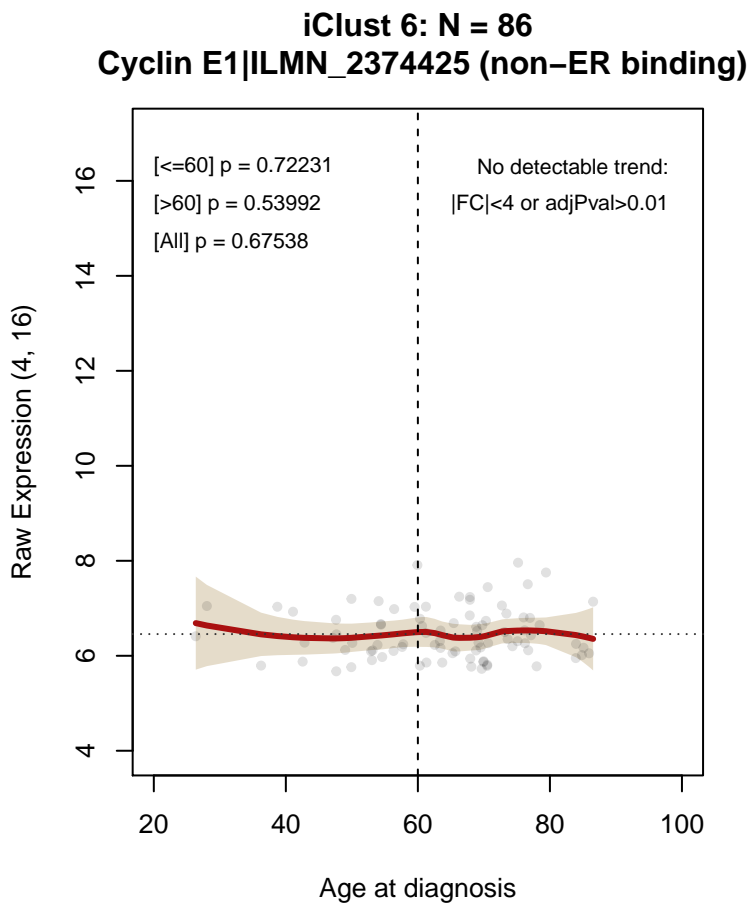 iClust 6: N = 86
Cyclin E1|ILMN_2374425 (non−ER binding)
[<=60] p = 0.72231
[>60] p = 0.53992
[All] p = 0.67538
No detectable trend:
|FC|<4 or adjPval>0.01
Raw Expression (4, 16)
16
14
12
10
8
6
4
20 40 60 80 100
Age at diagnosis